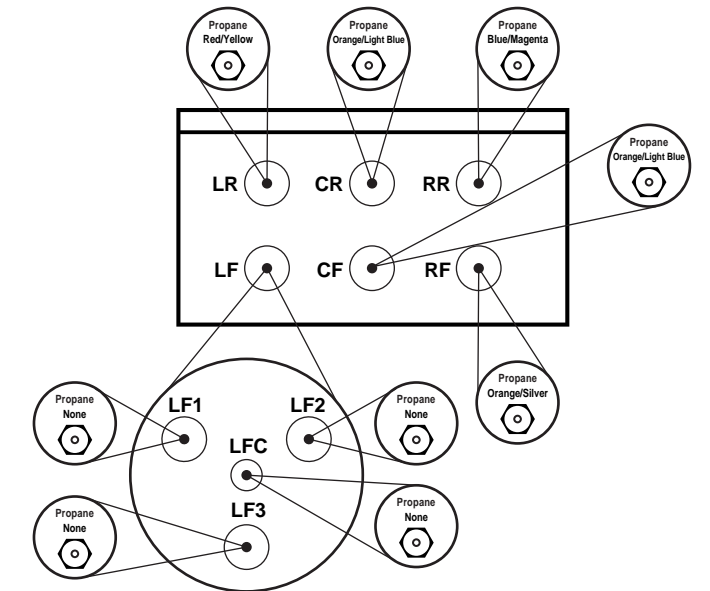 Propane
Red/Yellow
Propane
Orange/Light Blue
Propane
Blue/Magenta
Propane
Orange/Light Blue
LR
CR
RR
LF
CF
RF
Propane
Orange/Silver
Propane
None
LF1
LF2
Propane
None
LFC
Propane
None
LF3
Propane
None